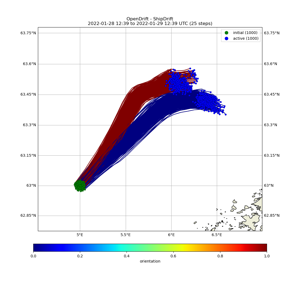 OpenDrift - ShipDrift
2022-01-28 12:39 to 2022-01-29 12:39 UTC (25 steps)
63.75°N 63.75°N
initial (1000)
active (1000)
63.6°N 63.6°N
63.45°N 63.45°N
63.3°N 63.3°N
63.15°N 63.15°N
63°N 63°N
62.85°N 62.85°N
5°E 5.5°E 6°E 6.5°E
0.0 0.2 0.4 0.6 0.8 1.0
orientation